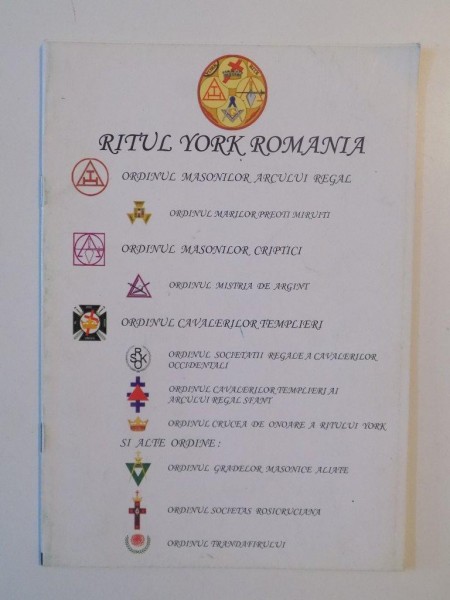 RITUL YORK ROMANIA
ORDINUL MASONILOR ARCULUI REGAL
ORDINUL MARILOR PREOTI MIRUITI
ORDINUL MASONILOR CRIPTICI
ORDINUL MISTRIA DE ARGINT
ORDINUL CAVALERILOR TEMPLIERI
ORDINUL SOCIETATII REGALE A CAVALERILOR
OCCIDENTALI
ORDINUL CAVALERILOR TEMPLIERI AI
ARCULUI REGAL SFANT
ORDINUL CRUCEA DE ONOARE A RITULUI YORK
SI ALTE ORDINE:
ORDINUL GRADELOR MASONICE ALIATE
ORDINUL SOCIETAS ROSICRUCIANA
ORDINUL TRANDAFIRULUI